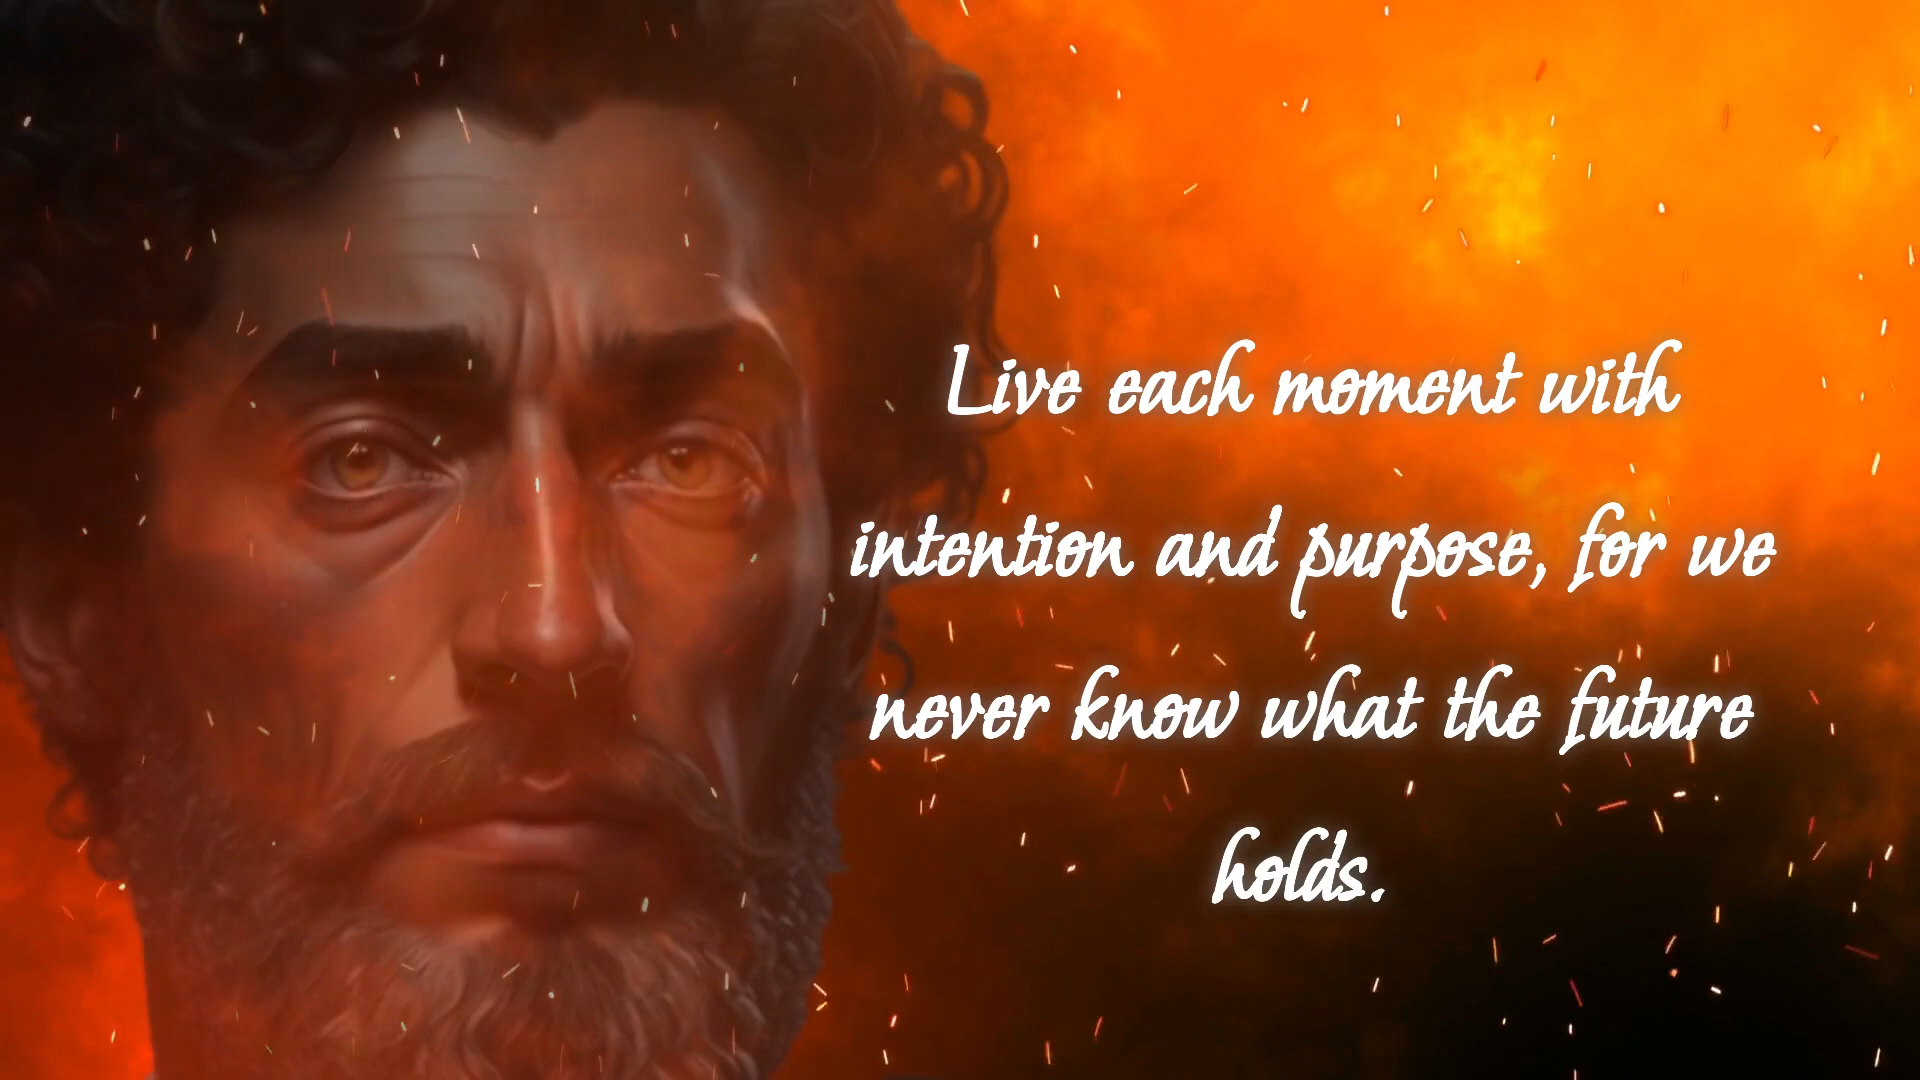 Live each moment with
intention and purpose, for we
never know what the future
holds.